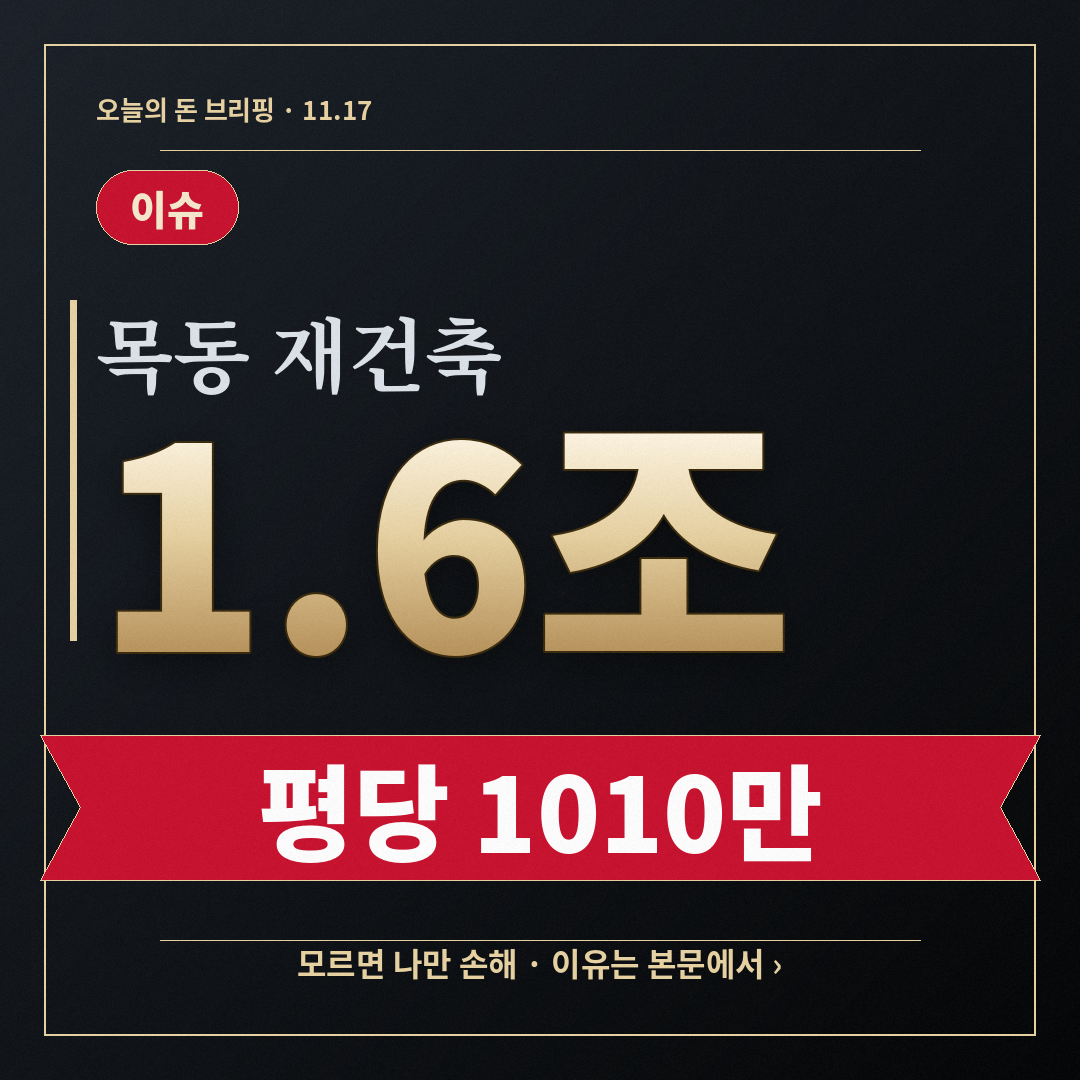 오늘의 돈 브리핑 · 11.17
이슈
목동 재건축
1.6조
평당 1010만
모르면 나만 손해 · 이유는 본문에서 ›